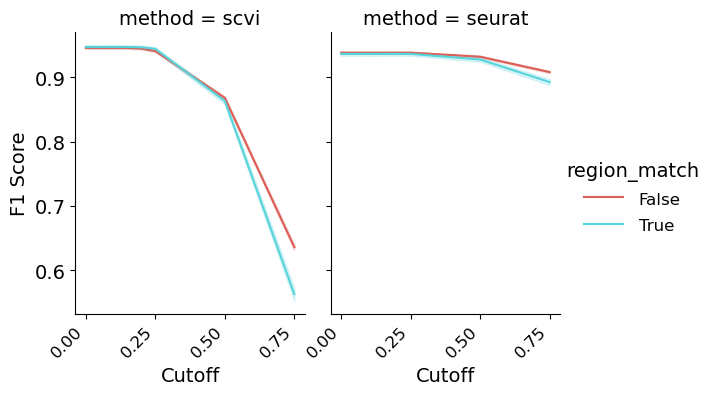 method = scvi
method = seurat
F1 Score
0.9
0.8
0.7
0.6
0.00
0.25
0.50
0.75
0.00
0.25
0.50
0.75
Cutoff
Cutoff
region_match
False
True